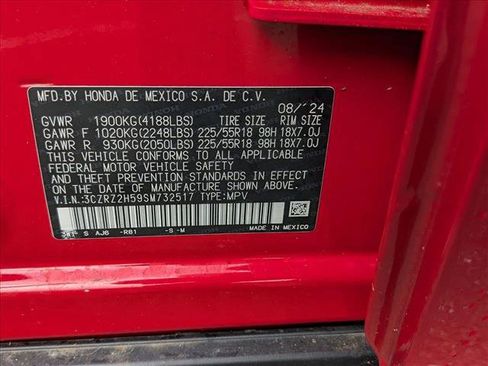 MFD.BY HONDA DE MEXICO S.A. DE C.V.
08/´24
GVWR 1900KG(4188LBS) TIRE SIZE RIM SIZE
GAWR F 1020KG(2248LBS) 225/55R18 98H 18X7.0J
GAWR R 930KG(2050LBS) 225/55R18 98H 18X7.0J
THIS VEHICLE CONFORMS TO ALL APPLICABLE
FEDERAL MOTOR VEHICLE SAFETY
STANDARDS IN EFFECT ON THE
DATE OF MANUFACTURE SHOWN ABOVE.
V.I.N.3CZRZ2H59SM732517 TYPE:MPV
S AJ6 -RB1 -S-M
MADE IN MEXICO